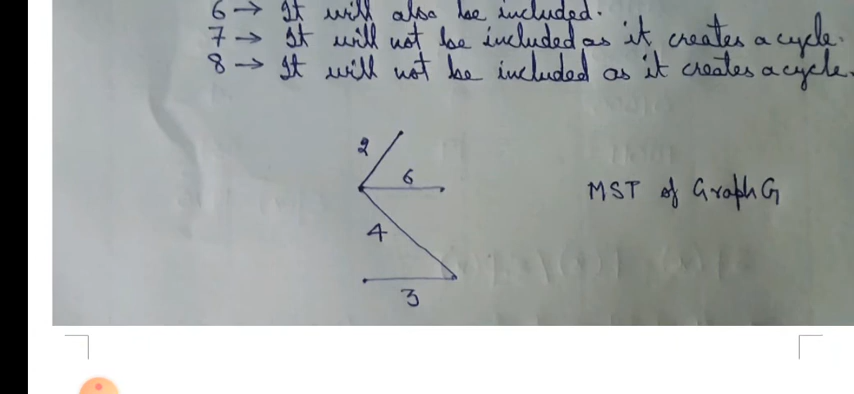 6 → It will also be included.
7 → It will not be included as it creates a cycle.
8 → It will not be included as it creates a cycle.
2
6
MST of Graph G
4
3